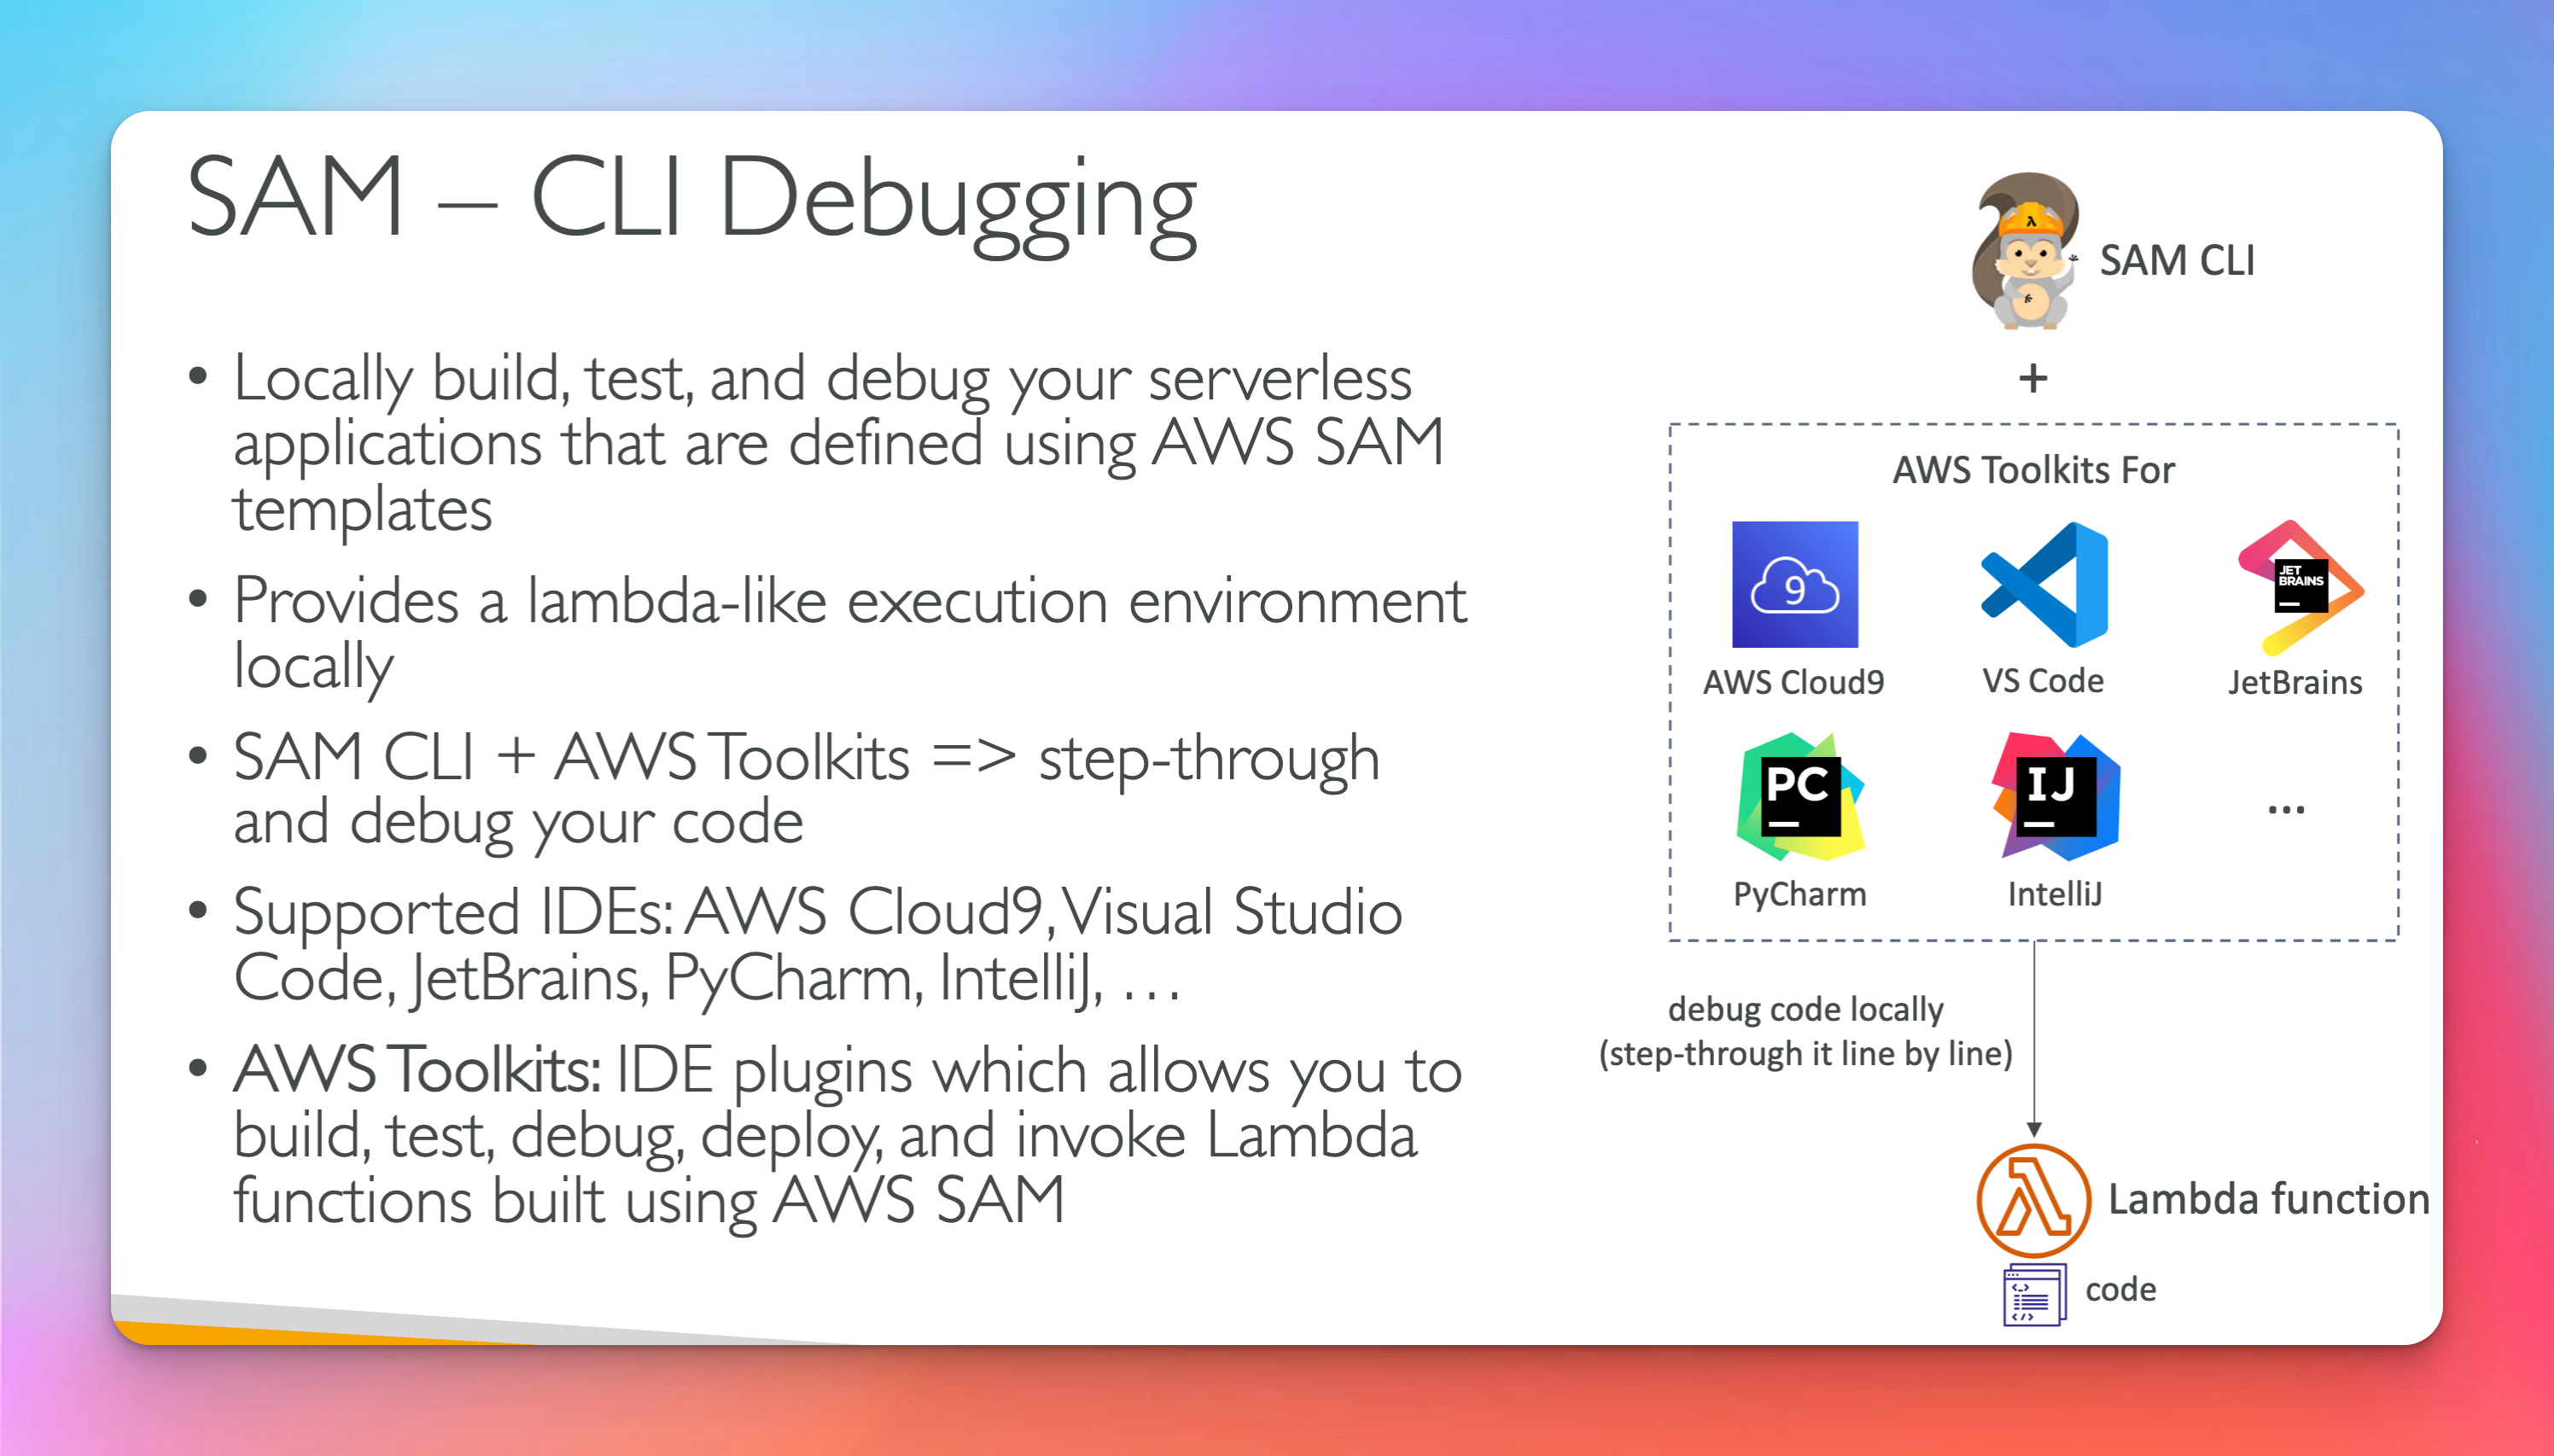 SAM – CLI Debugging
• Locally build, test, and debug your serverless
applications that are defined using AWS SAM
templates
• Provides a lambda-like execution environment
locally
• SAM CLI + AWS Toolkits => step-through
and debug your code
• Supported IDEs: AWS Cloud9, Visual Studio
Code, JetBrains, PyCharm, IntelliJ, …
• AWS Toolkits: IDE plugins which allows you to
build, test, debug, deploy, and invoke Lambda
functions built using AWS SAM
SAM CLI
+
AWS Toolkits For
9
JET
BRAINS
AWS Cloud9
VS Code
JetBrains
PC
IJ
...
PyCharm
IntelliJ
debug code locally
(step-through it line by line)
Lambda function
code